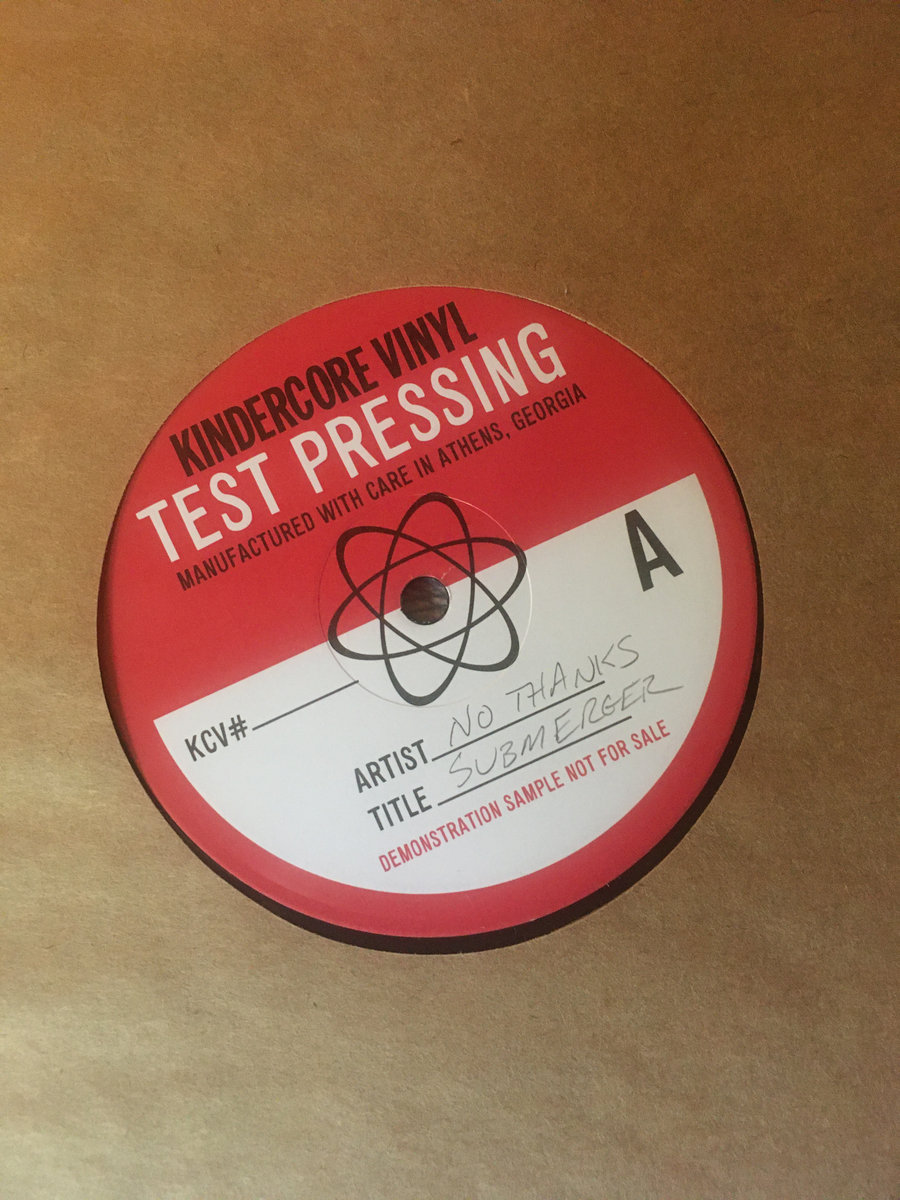 KINDERCORE VINYL
TEST PRESSING
MANUFACTURED WITH CARE IN ATHENS, GEORGIA
A
KCV#
ARTIST NO THANKS
TITLE SUBMERGER
DEMONSTRATION SAMPLE NOT FOR SALE